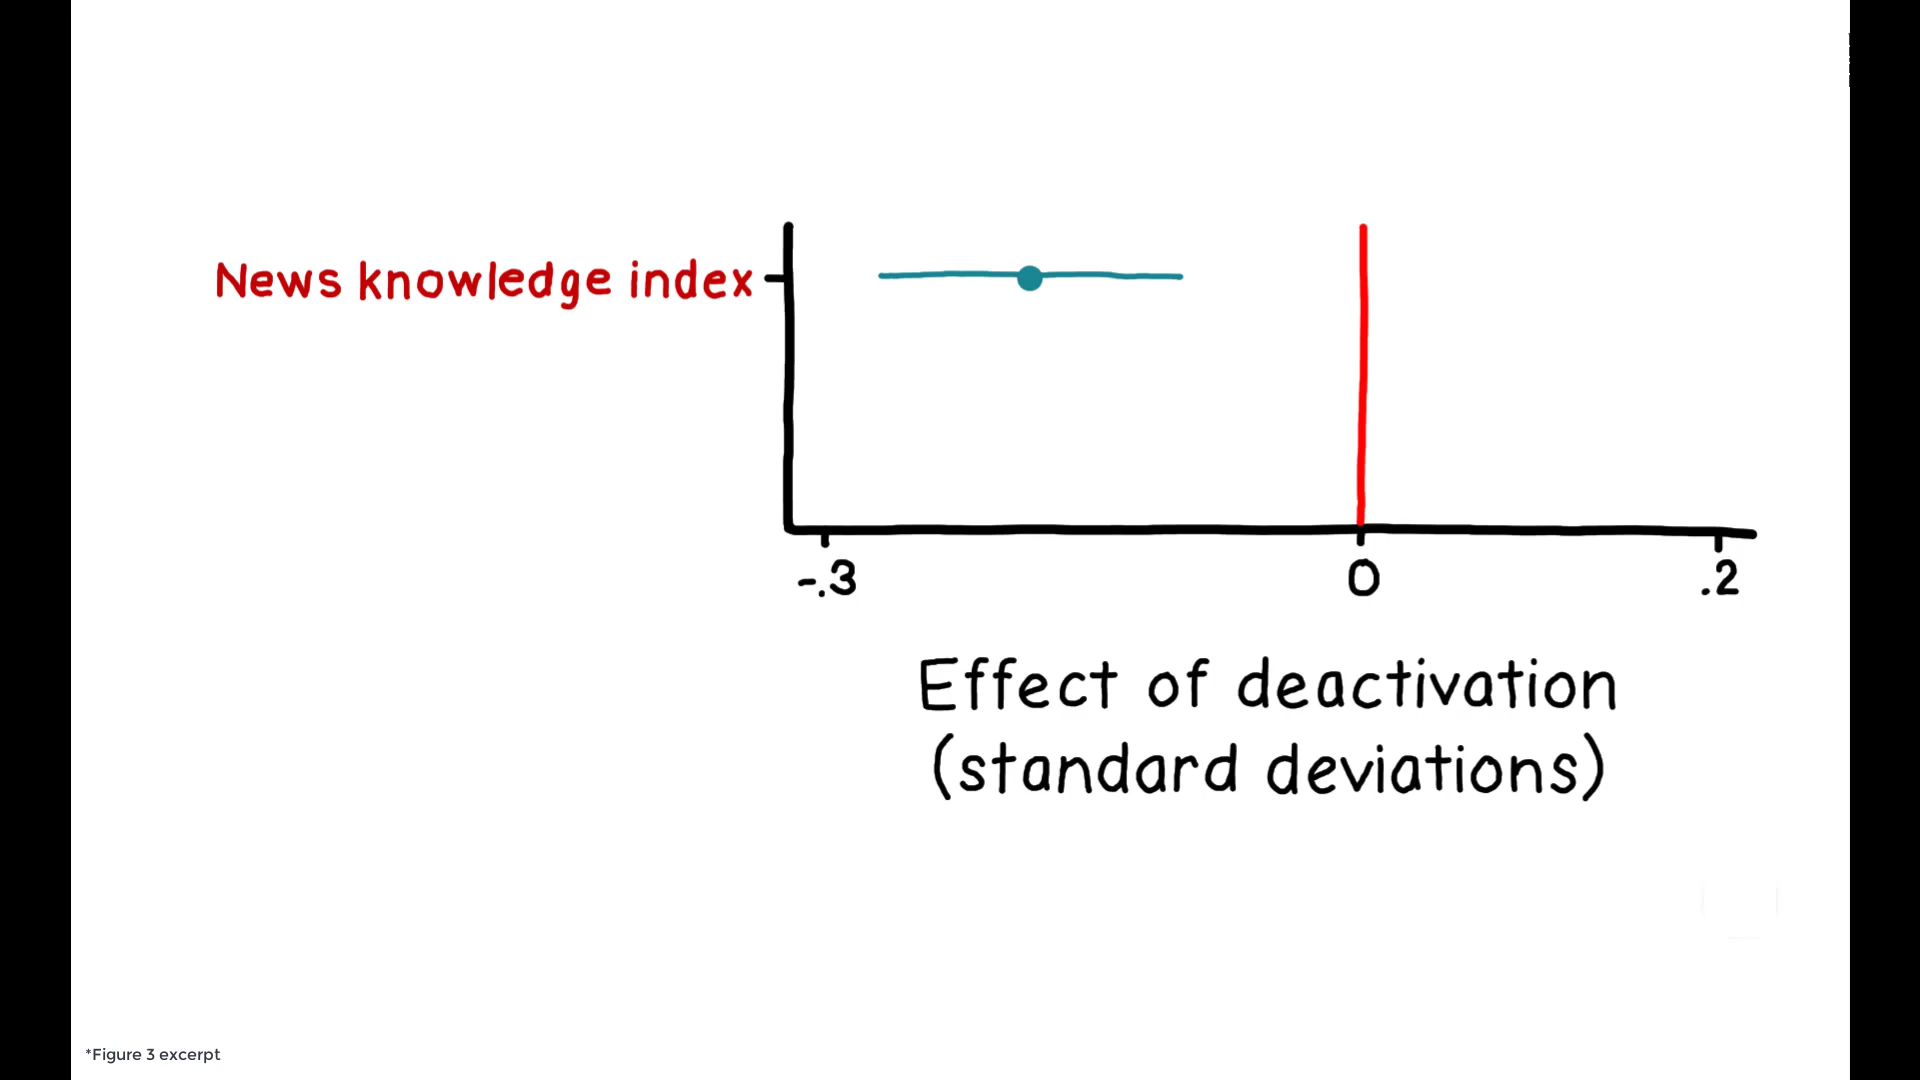 News knowledge index
-.3
0
.2
Effect of deactivation
(standard deviations)
*Figure 3 excerpt